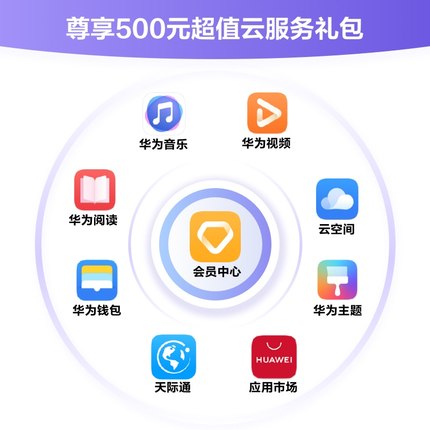 尊享500元超值云服务礼包
华为音乐
华为视频
华为阅读
云空间
会员中心
华为钱包
华为主题
HUAWEI
天际通
应用市场